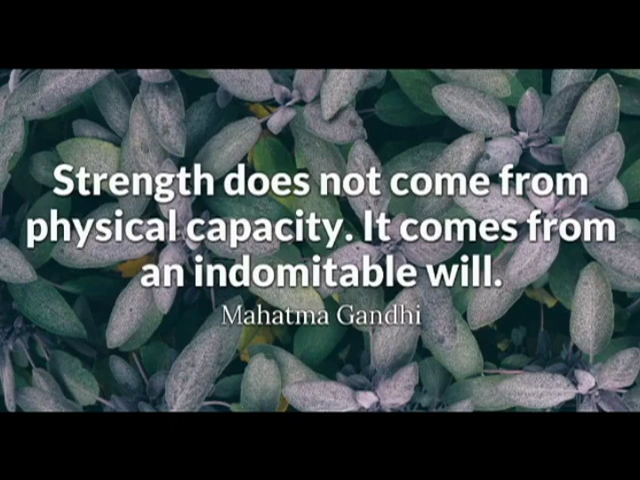 Strength does not come from
physical capacity. It comes from
an indomitable will.
Mahatma Gandhi